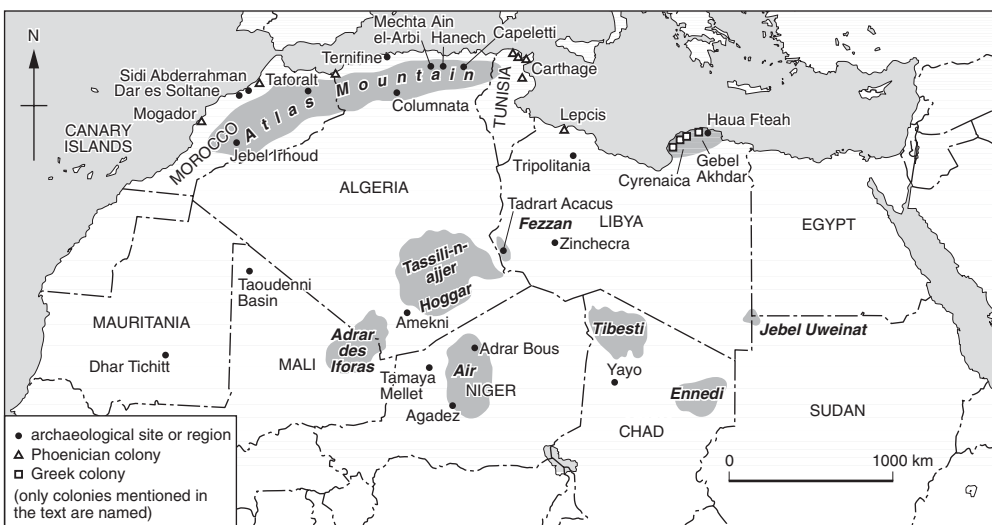 N
Mechta Ain
el-Arbi Hanech
Capeletti
Ternifine
Carthage
Sidi Abderrahman
Dar es Soltane
Taforalt
Mogador
Atlas Mountain
Columnata
TUNISIA
CANARY
ISLANDS
MOROCCO
Jebel Irhoud
Lepcis
Haua Fteah
Tripolitania
Cyrenaica
Gebel
Akhdar
ALGERIA
Tadrart Acacus
Fezzan
LIBYA
EGYPT
Zinchecra
Tassili-n-
ajjer
Hoggar
Taoudenni
Basin
Amekni
MAURITANIA
Adrar
des
Iforas
Tibesti
Jebel Uweinat
Dhar Tichitt
MALI
Adrar Bous
Tamaya
Mellet
Air
NIGER
Yayo
Agadez
Ennedi
CHAD
SUDAN
archaeological site or region
Phoenician colony
Greek colony
(only colonies mentioned in
the text are named)
0 1000 km